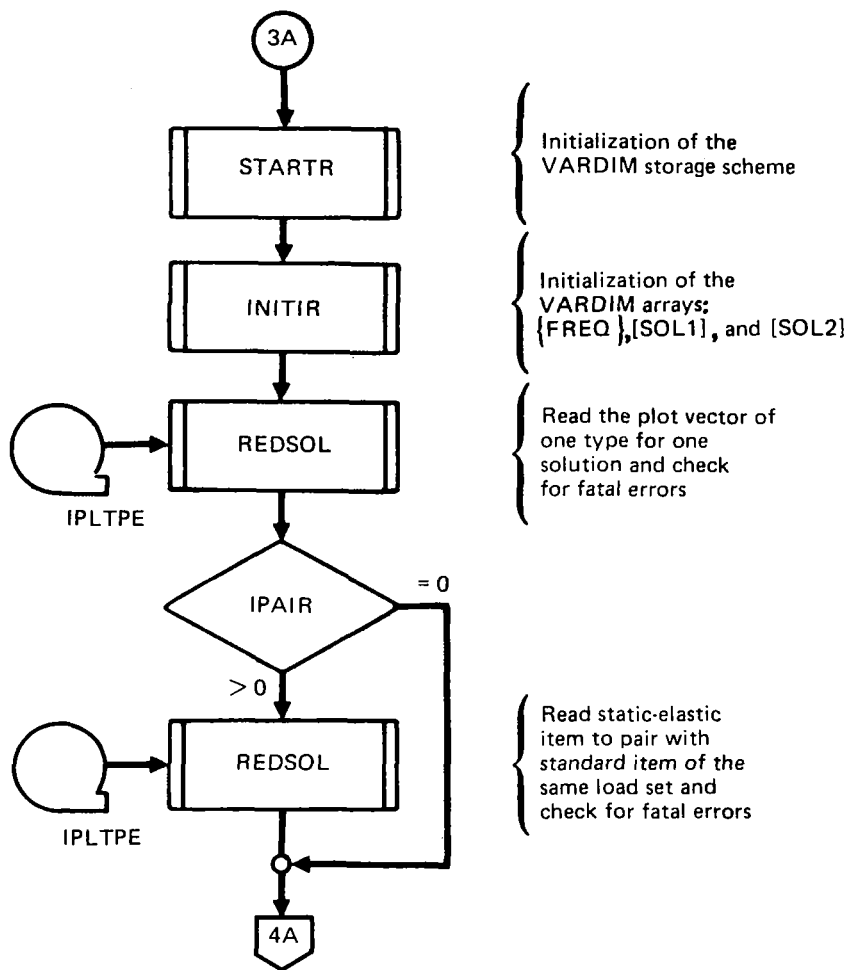 3A
STARTR
Initialization of the
VARDIM storage scheme
INITIR
Initialization of the
VARDIM arrays:
{FREQ},[SOL1], and [SOL2]
REDSOL
IPLTPE
Read the plot vector of
one type for one
solution and check
for fatal errors
IPAIR
= 0
> 0
REDSOL
IPLTPE
Read static-elastic
item to pair with
standard item of the
same load set and
check for fatal errors
4A